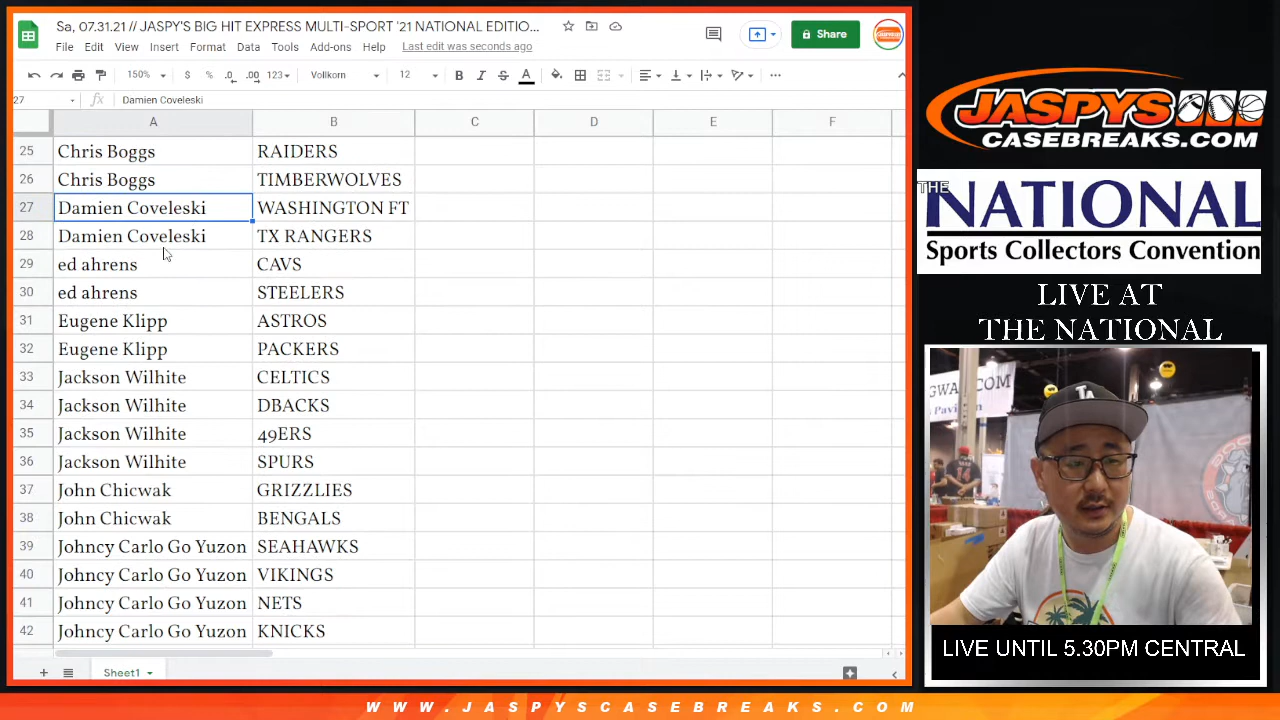 Sa, 07.31.21 // JASPY'S BIG HIT EXPRESS MULTI-SPORT '21 NATIONAL EDITIO...
File Edit View Insert Format Data Tools Add-ons Help Last edit was seconds ago
Share
150% $ % .0 .00 123 Vollkorn 12 B I S A
27 fx Damien Coveleski
A B C D E F
25 Chris Boggs RAIDERS
26 Chris Boggs TIMBERWOLVES
27 Damien Coveleski WASHINGTON FT
28 Damien Coveleski TX RANGERS
29 ed ahrens CAVS
30 ed ahrens STEELERS
31 Eugene Klipp ASTROS
32 Eugene Klipp PACKERS
33 Jackson Wilhite CELTICS
34 Jackson Wilhite DBACKS
35 Jackson Wilhite 49ERS
36 Jackson Wilhite SPURS
37 John Chicwak GRIZZLIES
38 John Chicwak BENGALS
39 Johncy Carlo Go Yuzon SEAHAWKS
40 Johncy Carlo Go Yuzon VIKINGS
41 Johncy Carlo Go Yuzon NETS
42 Johncy Carlo Go Yuzon KNICKS
Sheet1
JASPYS
CASEBREAKS.COM
THE
NATIONAL
Sports Collectors Convention
LIVE AT
THE NATIONAL
LIVE UNTIL 5.30PM CENTRAL
WWW.JASPYSCASEBREAKS.COM